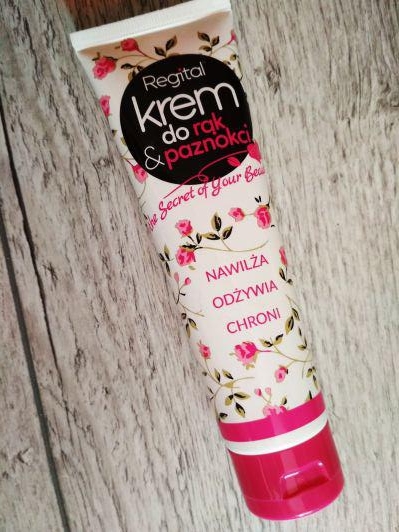 Regital
krem
do rąk
& paznokci
The Secret of Your Beauty
NAWILŻA
ODŻYWIA
CHRONI